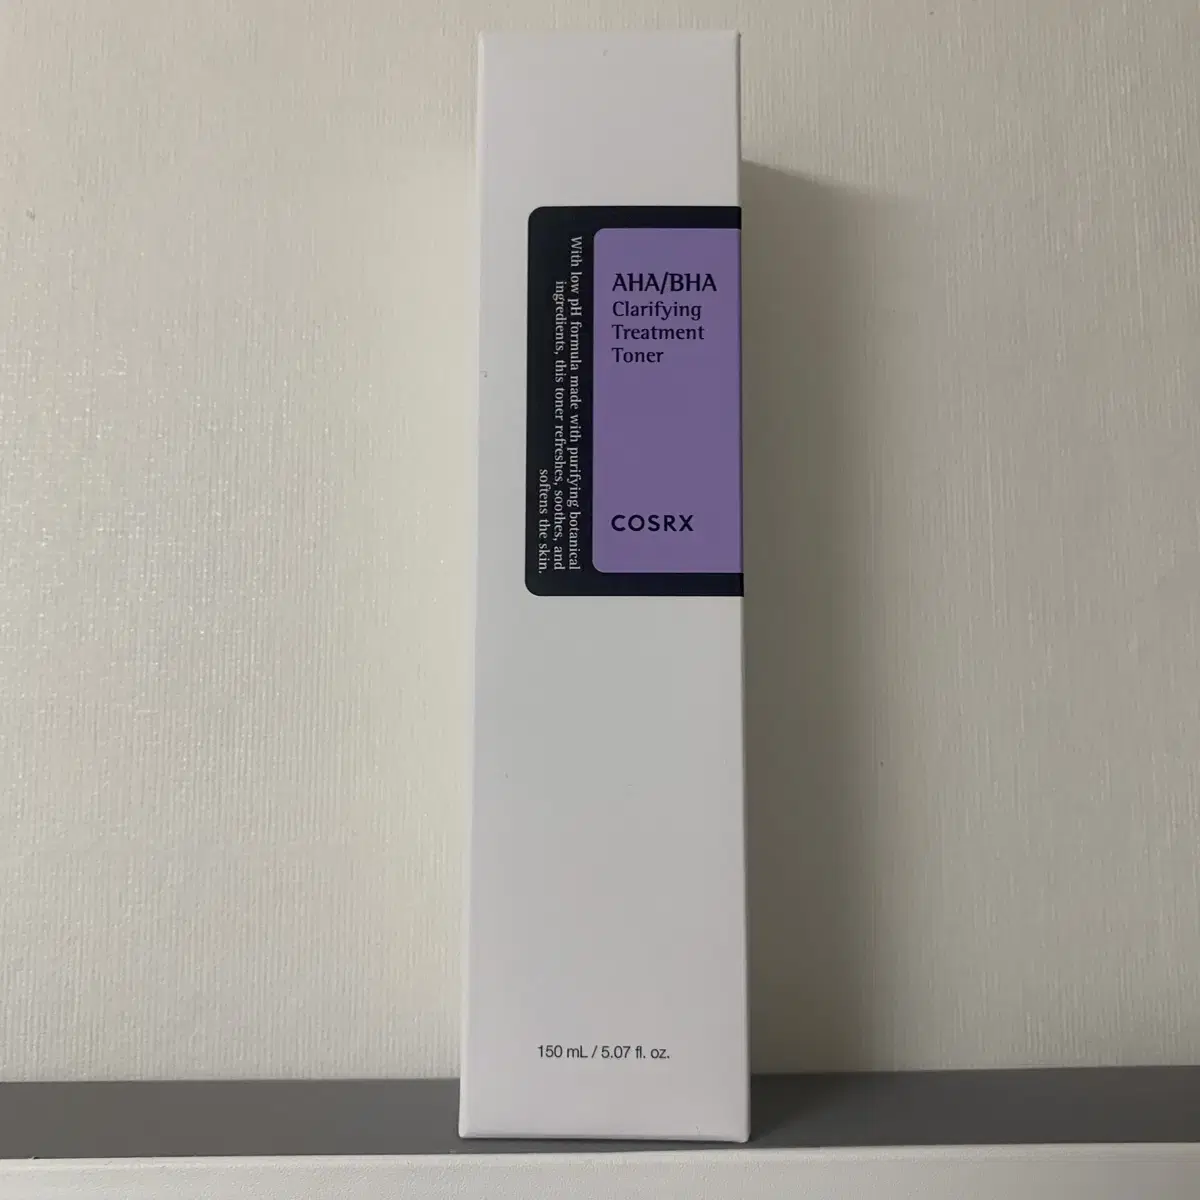 AHA/BHA
Clarifying
Treatment
Toner
COSRX
With low pH formula made with purifying botanical
ingredients, this toner refreshes, soothes, and
softens the skin.
150 mL / 5.07 fl. oz.